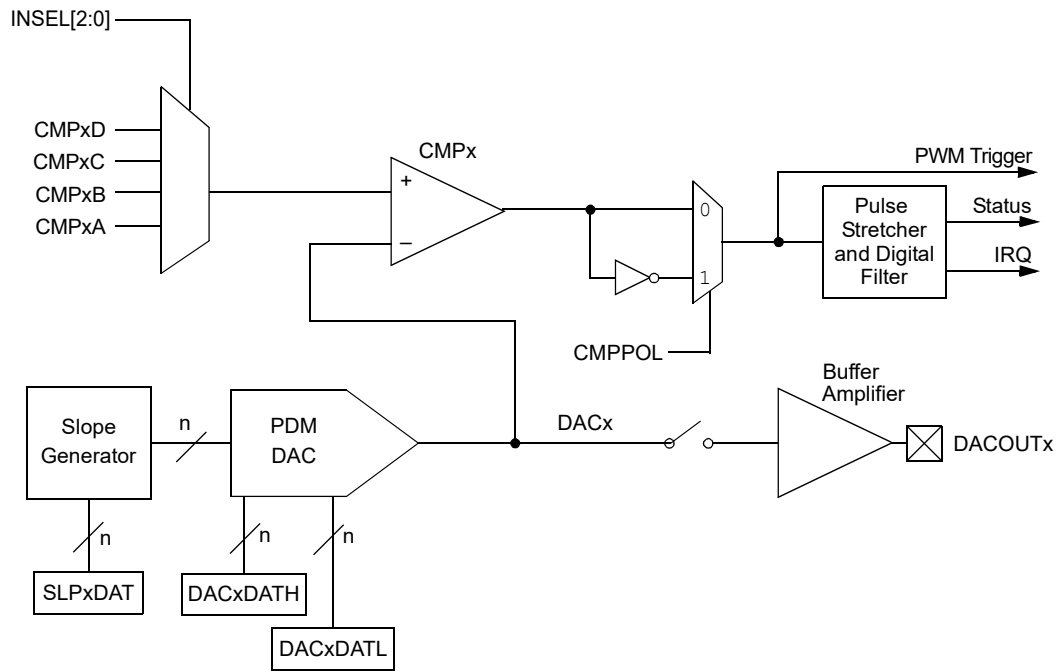 INSEL[2:0]
CMPxD
CMPxC
CMPxB
CMPxA
CMPx
+
–
0
1
CMPPOL
PWM Trigger
Pulse
Stretcher
and Digital
Filter
Status
IRQ
Slope
Generator
n
PDM
DAC
DACx
Buffer
Amplifier
DACOUTx
n
n
n
SLPxDAT
DACxDATH
DACxDATL